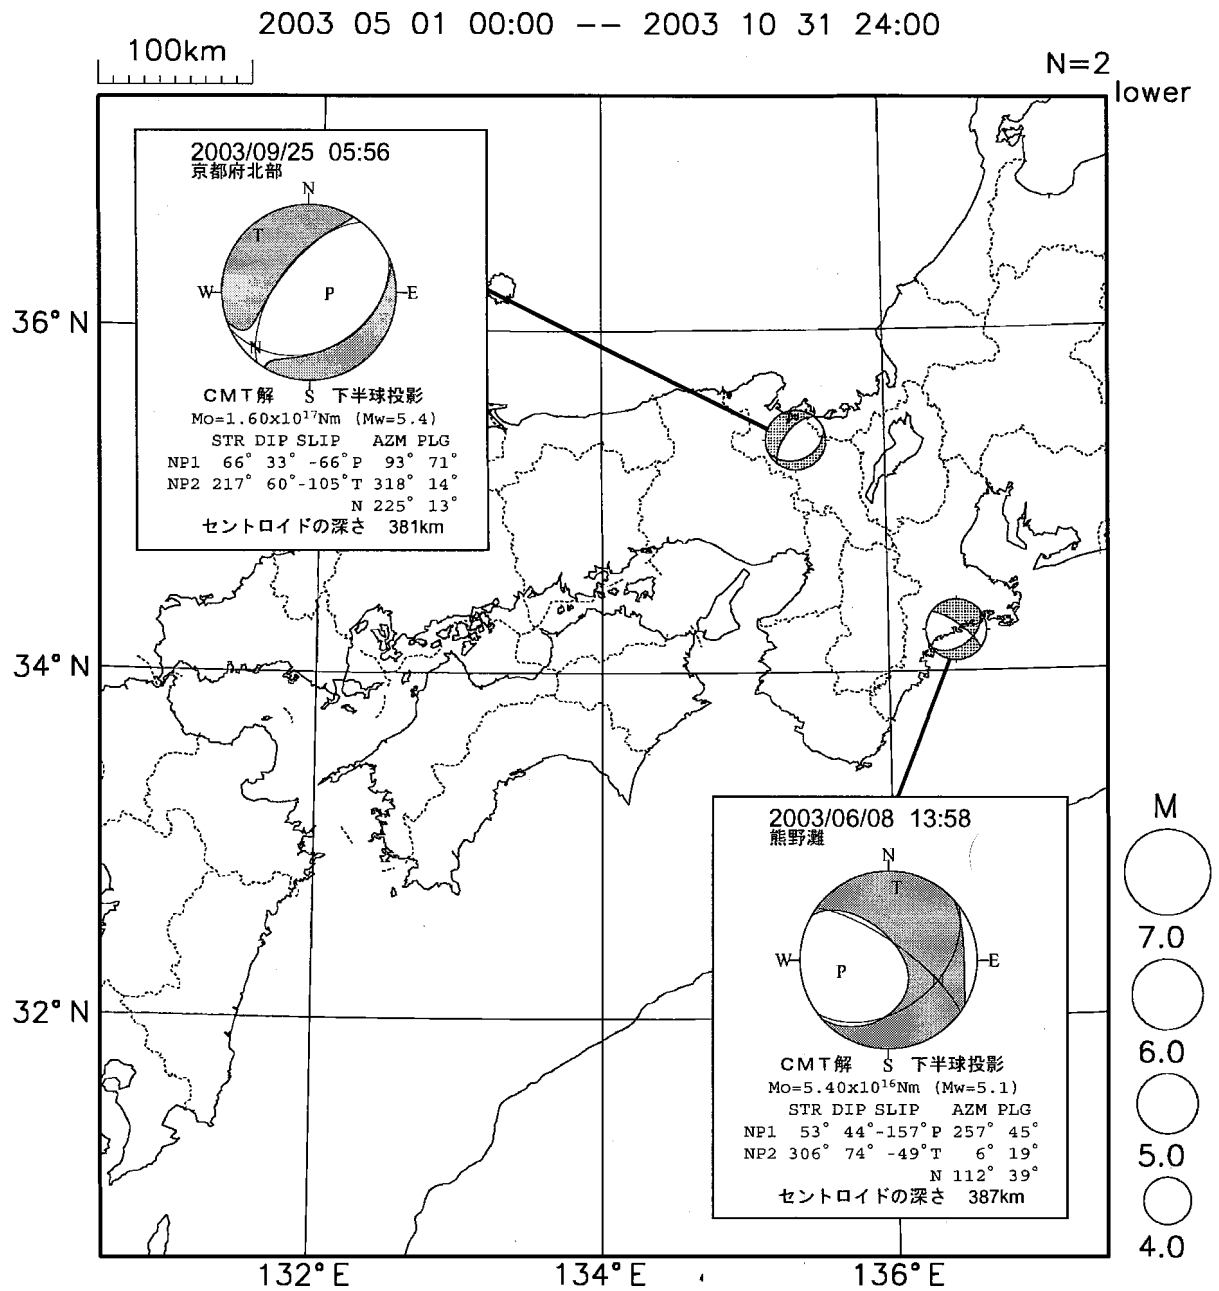 2003 05 01 00:00 -- 2003 10 31 24:00
100km
N=2
lower
2003/09/25 05:56
京都府北部
N
T
W
P
E
N
CMT解 S 下半球投影
Mo=1.60x10¹⁷Nm (Mw=5.4)
STR DIP SLIP AZM PLG
NP1 66° 33° -66° P 93° 71°
NP2 217° 60° -105° T 318° 14°
N 225° 13°
セントロイドの深さ 381km
36°N
34°N
32°N
2003/06/08 13:58
熊野灘
N
T
W
P
E
N
CMT解 S 下半球投影
Mo=5.40x10¹⁶Nm (Mw=5.1)
STR DIP SLIP AZM PLG
NP1 53° 44° -157° P 257° 45°
NP2 306° 74° -49° T 6° 19°
N 112° 39°
セントロイドの深さ 387km
M
7.0
6.0
5.0
4.0
132°E
134°E
136°E